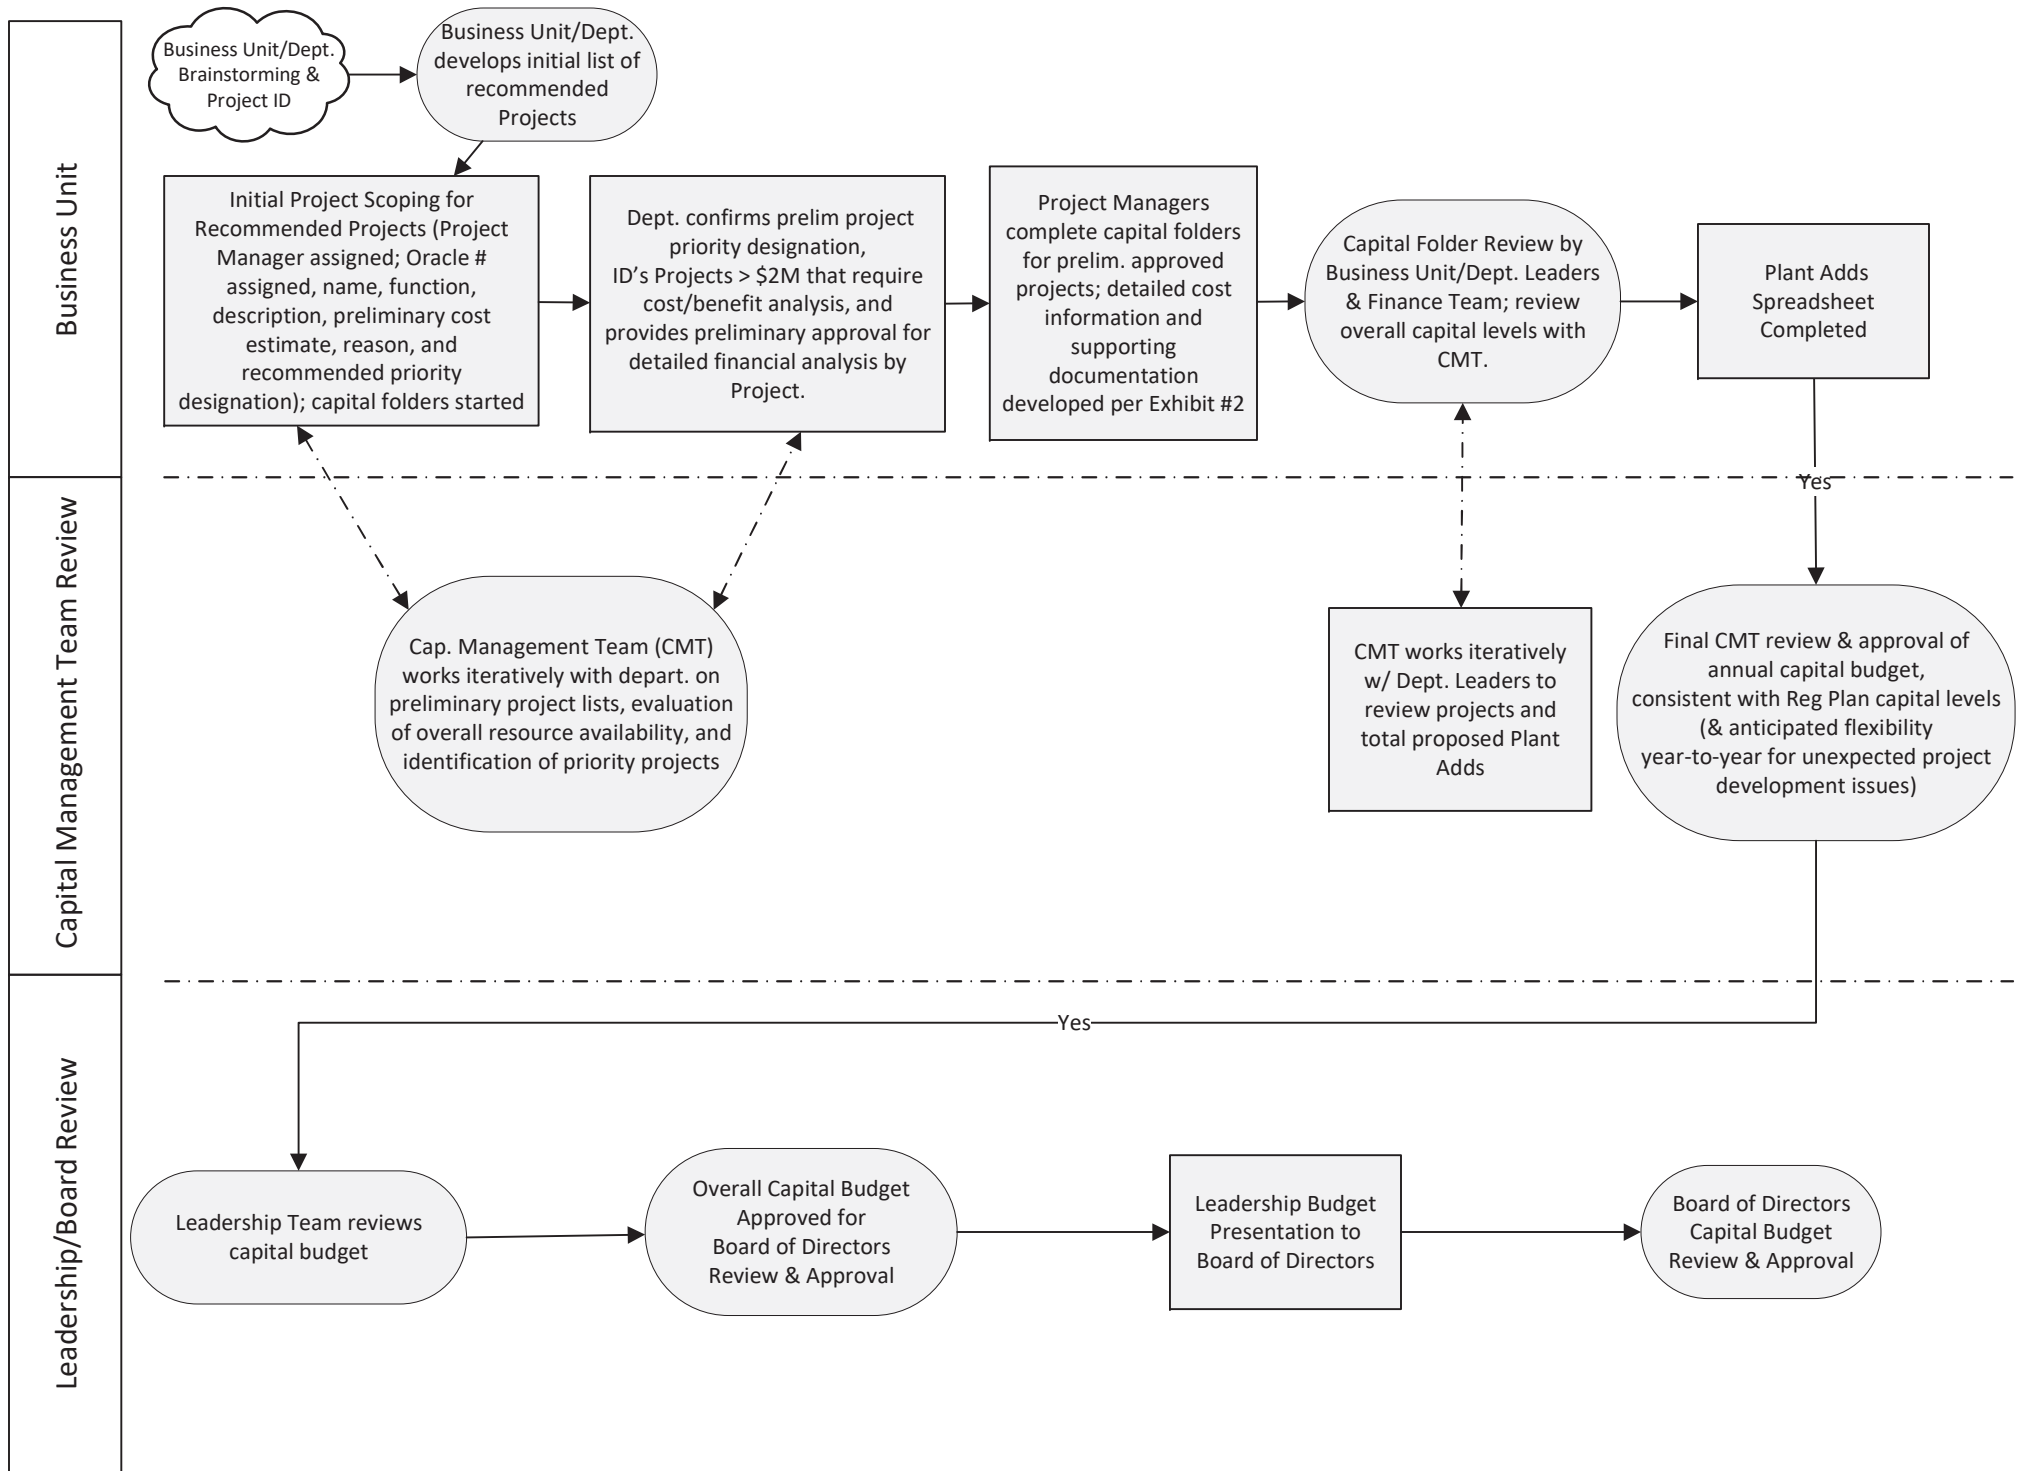 Business Unit
Business Unit/Dept.
Brainstorming &
Project ID
Business Unit/Dept.
develops initial list of
recommended
Projects
Initial Project Scoping for
Recommended Projects (Project
Manager assigned; Oracle #
assigned, name, function,
description, preliminary cost
estimate, reason, and
recommended priority
designation); capital folders started
Dept. confirms prelim project
priority designation,
ID’s Projects > $2M that require
cost/benefit analysis, and
provides preliminary approval for
detailed financial analysis by
Project.
Project Managers
complete capital folders
for prelim. approved
projects; detailed cost
information and
supporting
documentation
developed per Exhibit #2
Capital Folder Review by
Business Unit/Dept. Leaders
& Finance Team; review
overall capital levels with
CMT.
Plant Adds
Spreadsheet
Completed
Yes
Capital Management Team Review
Cap. Management Team (CMT)
works iteratively with depart. on
preliminary project lists, evaluation
of overall resource availability, and
identification of priority projects
CMT works iteratively
w/ Dept. Leaders to
review projects and
total proposed Plant
Adds
Final CMT review & approval of
annual capital budget,
consistent with Reg Plan capital levels
(& anticipated flexibility
year-to-year for unexpected project
development issues)
Yes
Leadership/Board Review
Leadership Team reviews
capital budget
Overall Capital Budget
Approved for
Board of Directors
Review & Approval
Leadership Budget
Presentation to
Board of Directors
Board of Directors
Capital Budget
Review & Approval